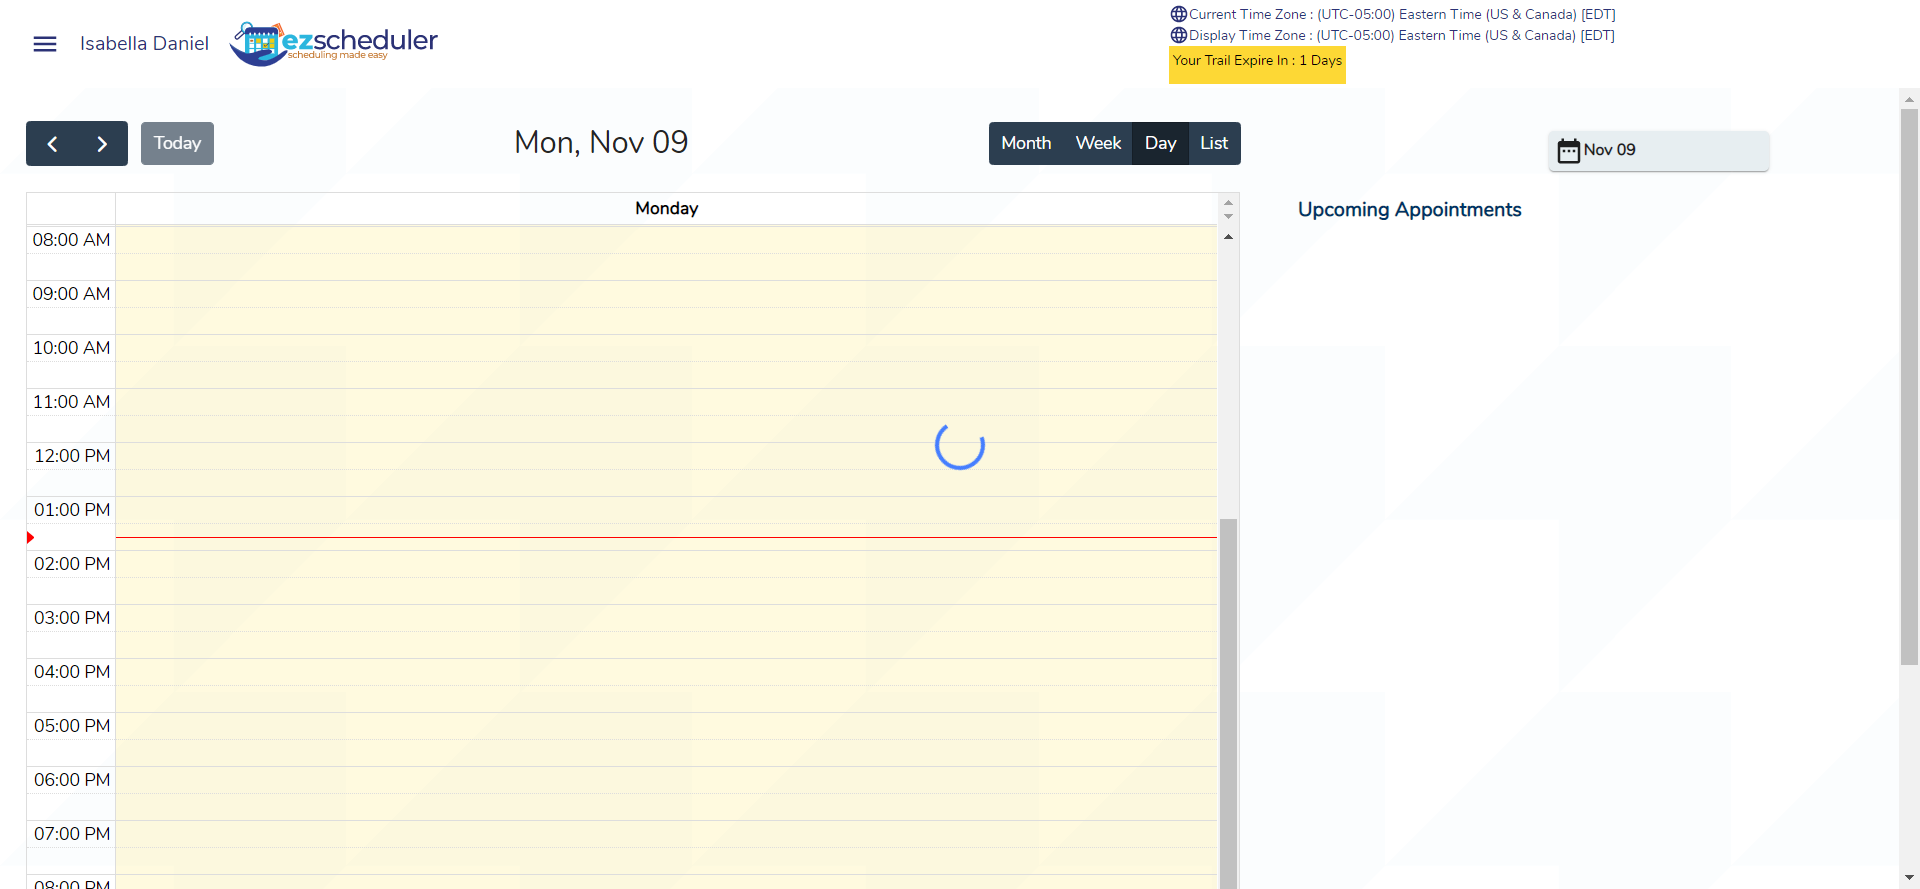 Isabella Daniel
ezscheduler
scheduling made easy
Current Time Zone : (UTC-05:00) Eastern Time (US & Canada) [EDT]
Display Time Zone : (UTC-05:00) Eastern Time (US & Canada) [EDT]
Your Trail Expire In : 1 Days
Today
Mon, Nov 09
Month Week Day List
Nov 09
Monday
Upcoming Appointments
08:00 AM
09:00 AM
10:00 AM
11:00 AM
12:00 PM
01:00 PM
02:00 PM
03:00 PM
04:00 PM
05:00 PM
06:00 PM
07:00 PM
08:00 PM